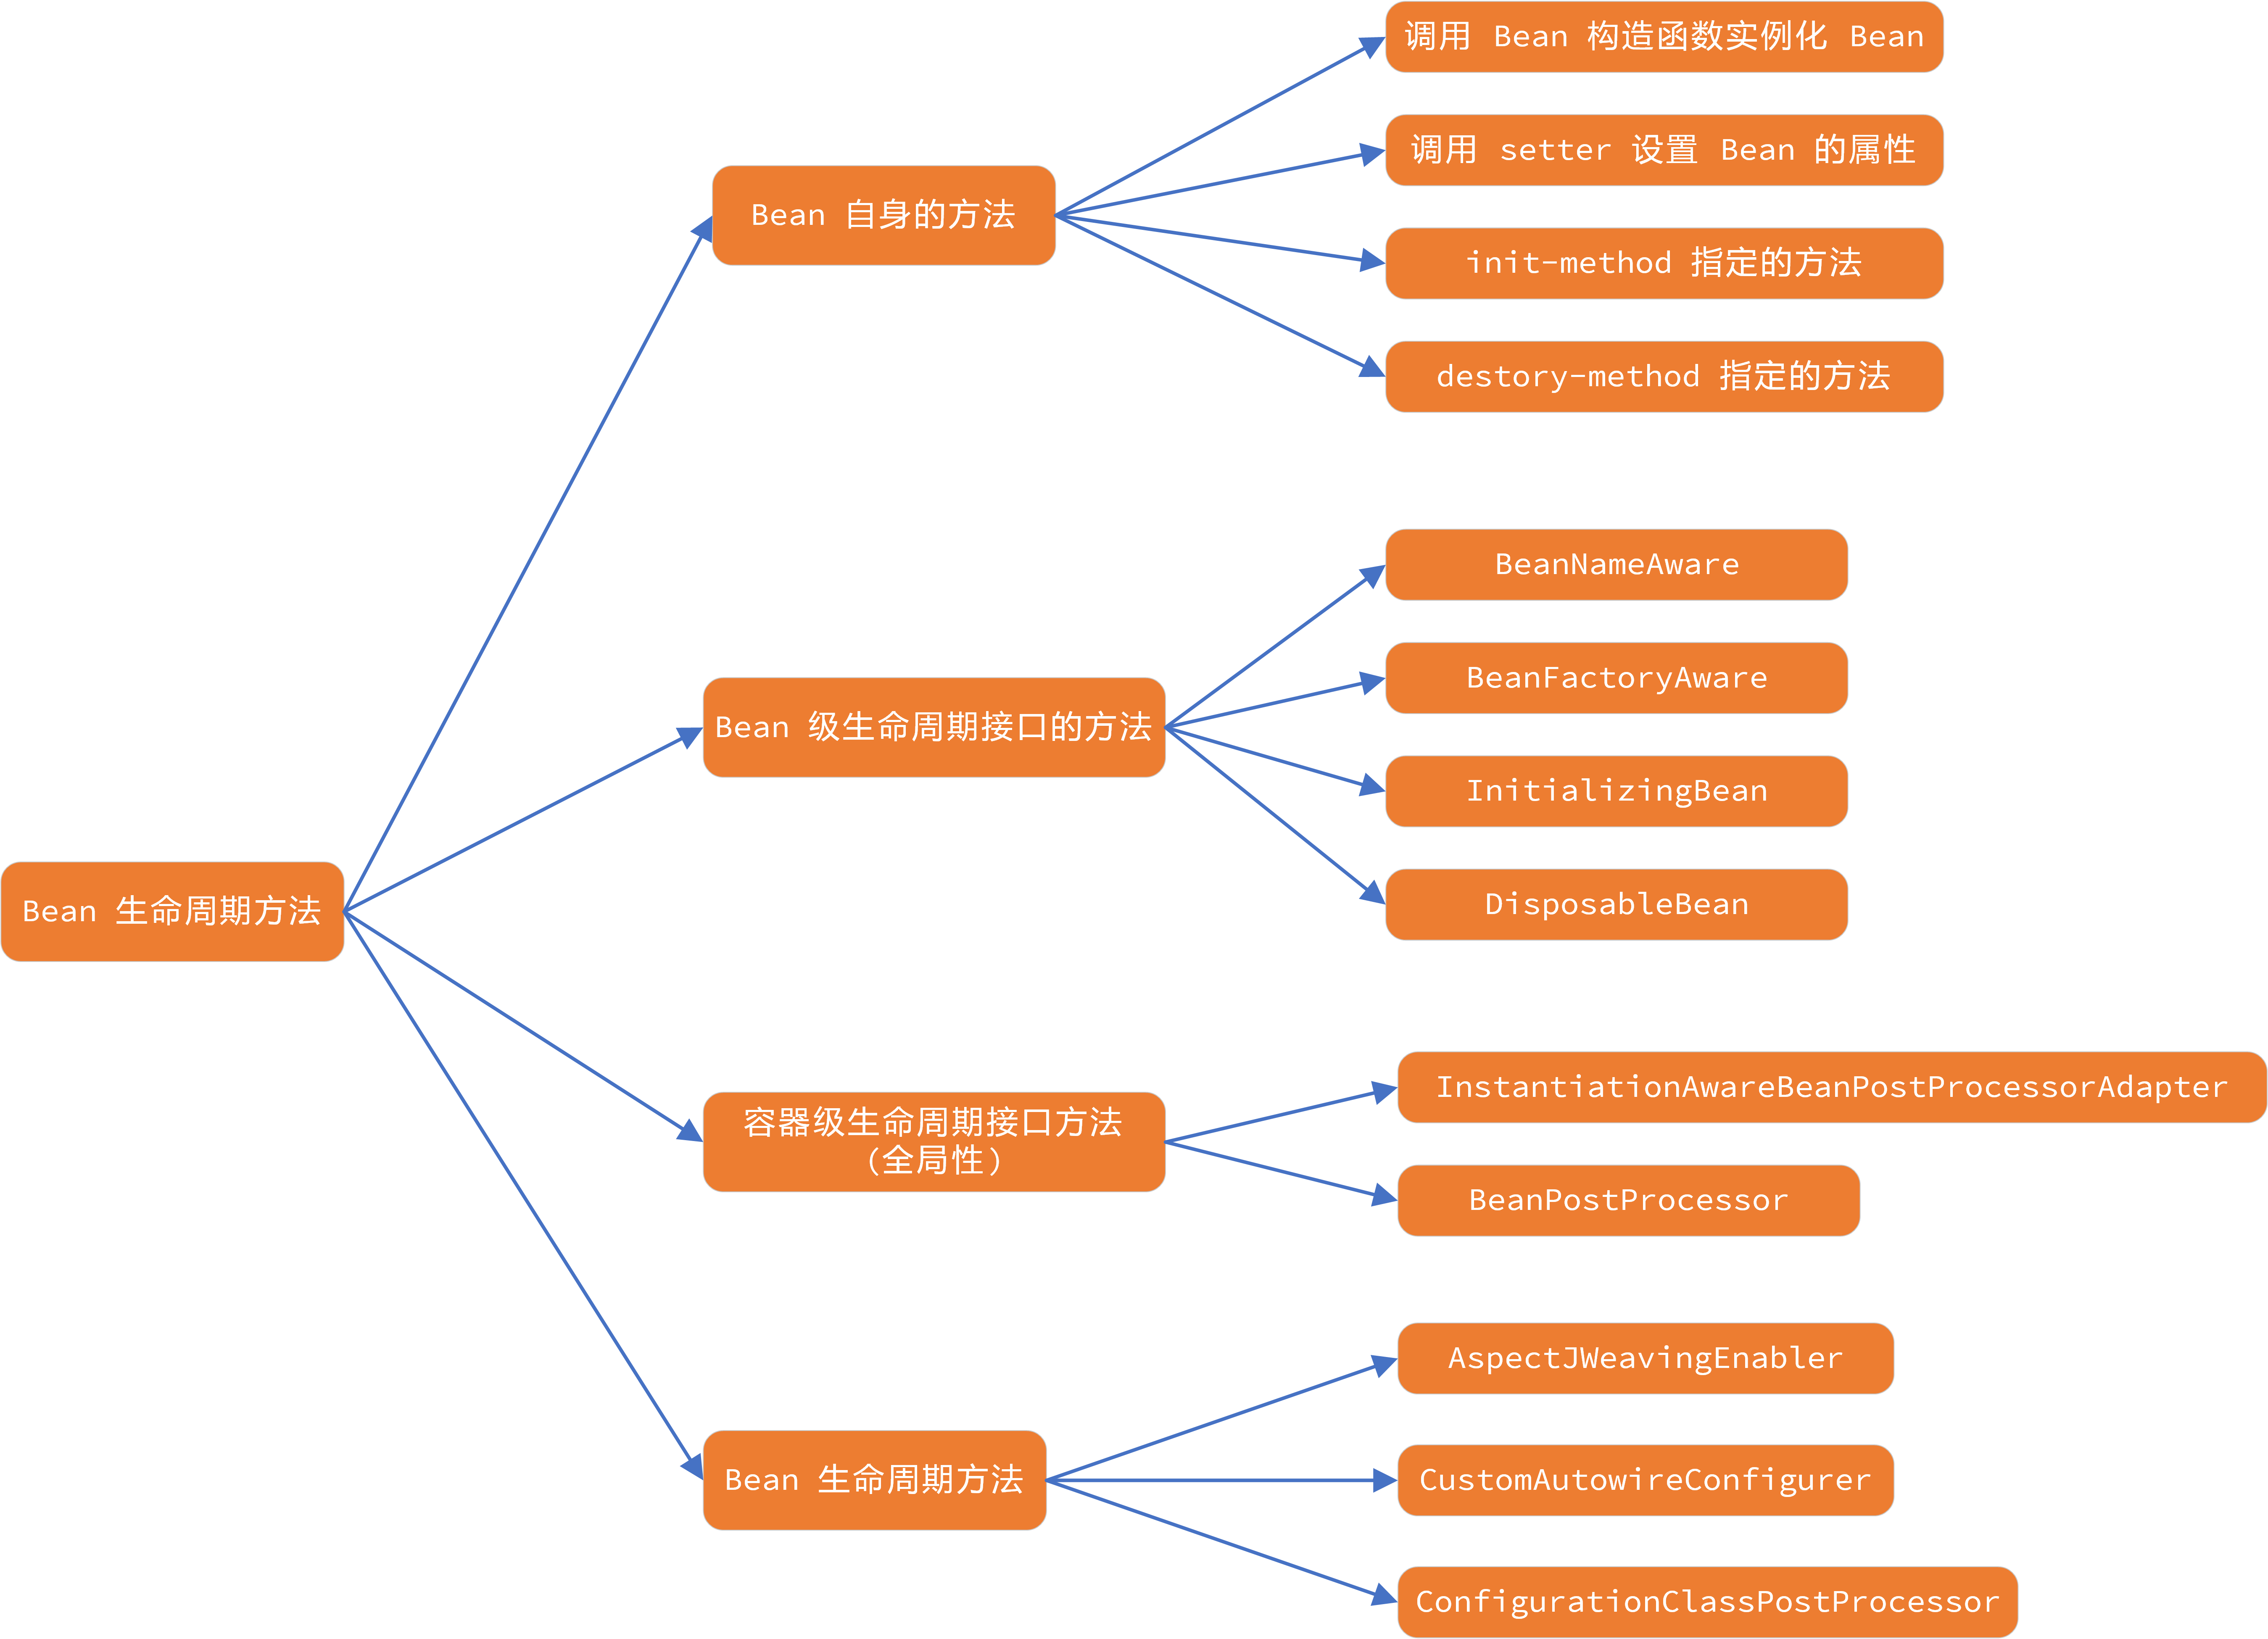 Bean 生命周期方法
Bean 自身的方法
调用 Bean 构造函数实例化 Bean
调用 setter 设置 Bean 的属性
init-method 指定的方法
destory-method 指定的方法
Bean 级生命周期接口的方法
BeanNameAware
BeanFactoryAware
InitializingBean
DisposableBean
容器级生命周期接口方法
（全局性）
InstantiationAwareBeanPostProcessorAdapter
BeanPostProcessor
Bean 生命周期方法
AspectJWeavingEnabler
CustomAutowireConfigurer
ConfigurationClassPostProcessor